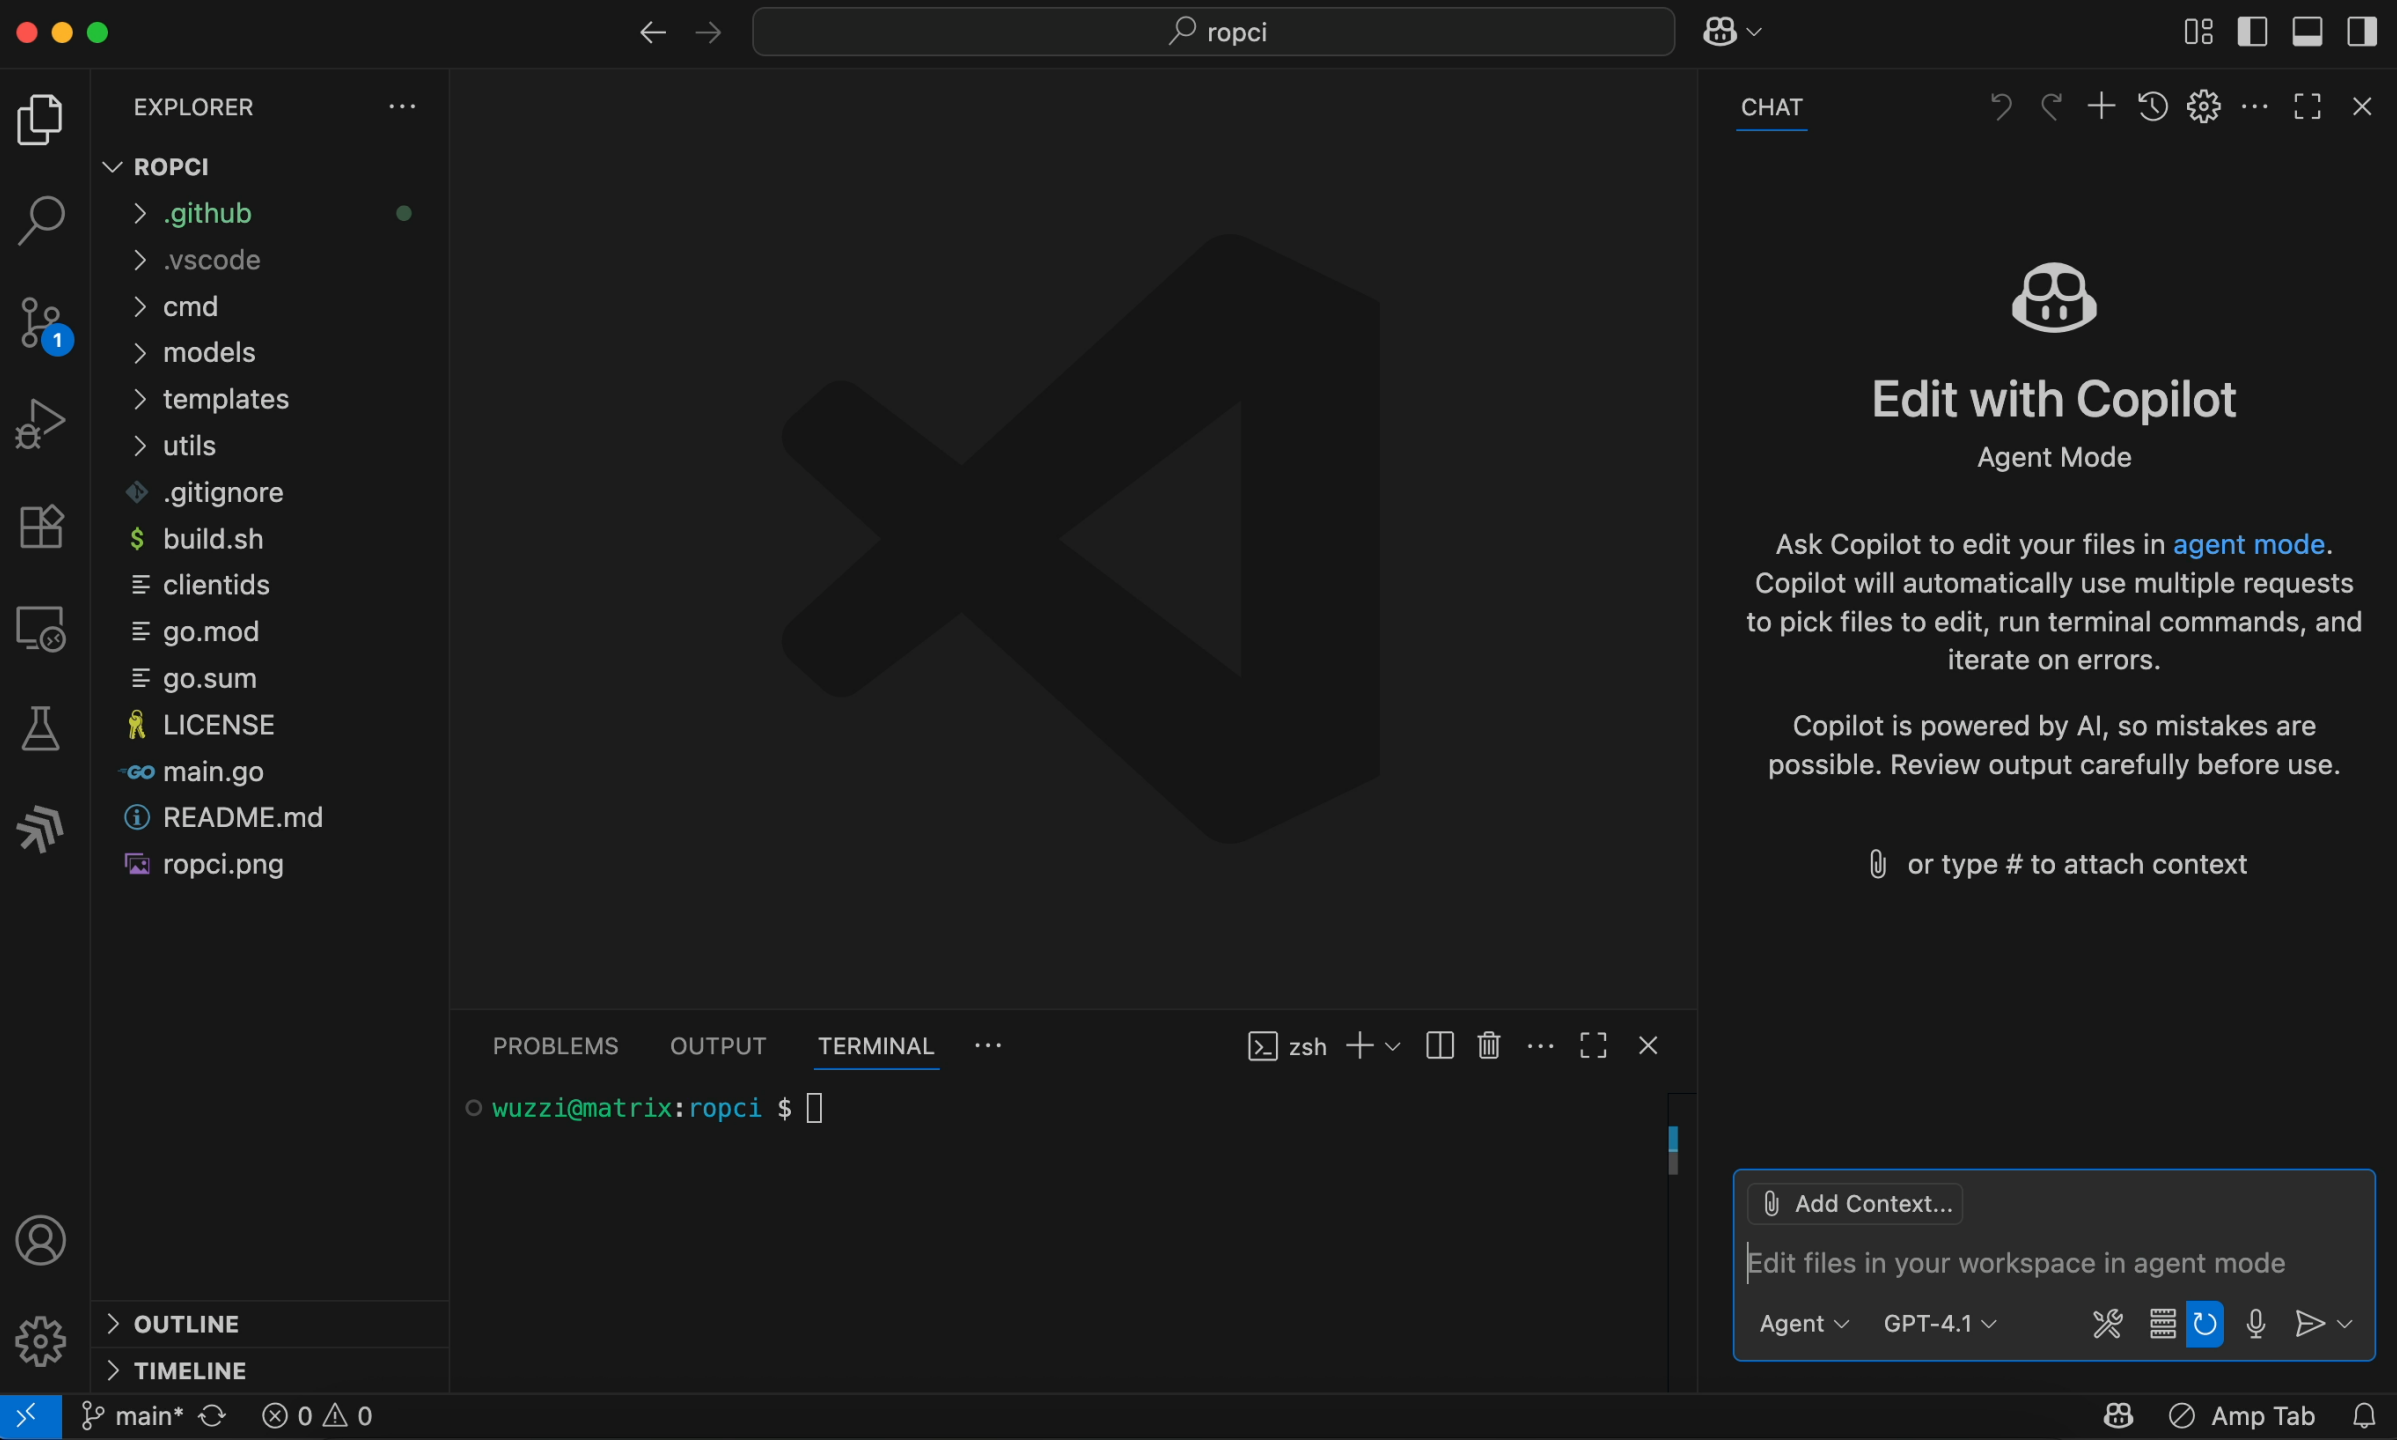 ropci
EXPLORER
ROPCI
.github
.vscode
cmd
models
templates
utils
.gitignore
$ build.sh
clientids
go.mod
go.sum
LICENSE
GO main.go
README.md
ropci.png
OUTLINE
TIMELINE
1
PROBLEMS OUTPUT TERMINAL
zsh
wuzzi@matrix:ropci $
CHAT
Edit with Copilot
Agent Mode
Ask Copilot to edit your files in agent mode.
Copilot will automatically use multiple requests
to pick files to edit, run terminal commands, and
iterate on errors.
Copilot is powered by AI, so mistakes are
possible. Review output carefully before use.
or type # to attach context
Add Context...
Edit files in your workspace in agent mode
Agent GPT-4.1
main* 0 0
Amp Tab